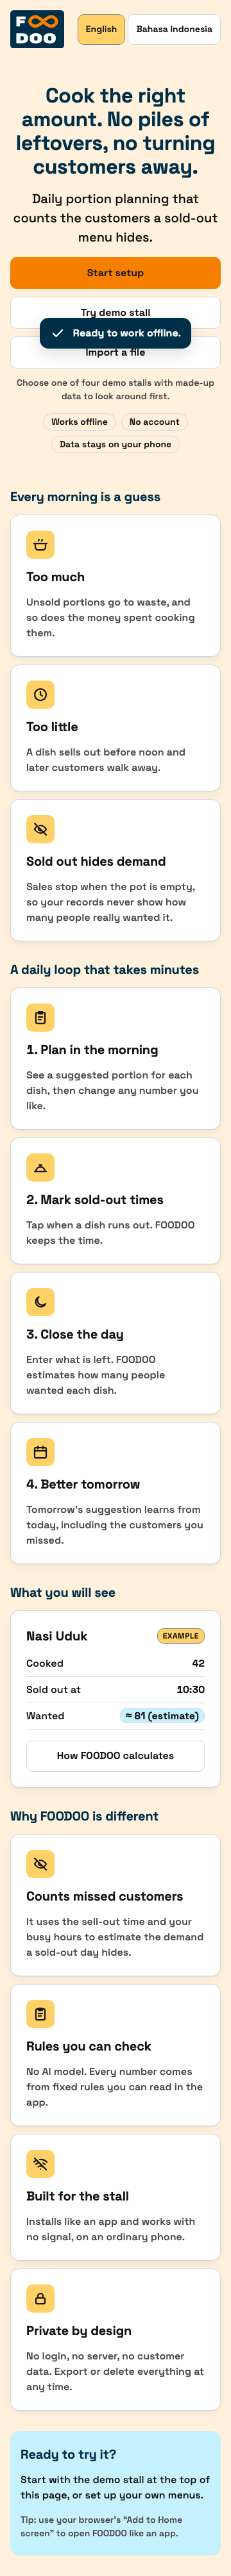 FOODOO
English
Bahasa Indonesia
Cook the right
amount. No piles of
leftovers, no turning
customers away.
Daily portion planning that
counts the customers a sold-out
menu hides.
Start setup
Try demo stall
Ready to work offline.
Import a file
Choose one of four demo stalls with made-up
data to look around first.
Works offline
No account
Data stays on your phone
Every morning is a guess
Too much
Unsold portions go to waste, and
so does the money spent cooking
them.
Too little
A dish sells out before noon and
later customers walk away.
Sold out hides demand
Sales stop when the pot is empty,
so your records never show how
many people really wanted it.
A daily loop that takes minutes
1. Plan in the morning
See a suggested portion for each
dish, then change any number you
like.
2. Mark sold-out times
Tap when a dish runs out. FOODOO
keeps the time.
3. Close the day
Enter what is left. FOODOO
estimates how many people
wanted each dish.
4. Better tomorrow
Tomorrow's suggestion learns from
today, including the customers you
missed.
What you will see
Nasi Uduk
EXAMPLE
Cooked 42
Sold out at 10:30
Wanted ≈ 81 (estimate)
How FOODOO calculates
Why FOODOO is different
Counts missed customers
It uses the sell-out time and your
busy hours to estimate the demand
a sold-out day hides.
Rules you can check
No AI model. Every number comes
from fixed rules you can read in the
app.
Built for the stall
Installs like an app and works with
no signal, on an ordinary phone.
Private by design
No login, no server, no customer
data. Export or delete everything at
any time.
Ready to try it?
Start with the demo stall at the top of
this page, or set up your own menus.
Tip: use your browser's "Add to Home
screen" to open FOODOO like an app.